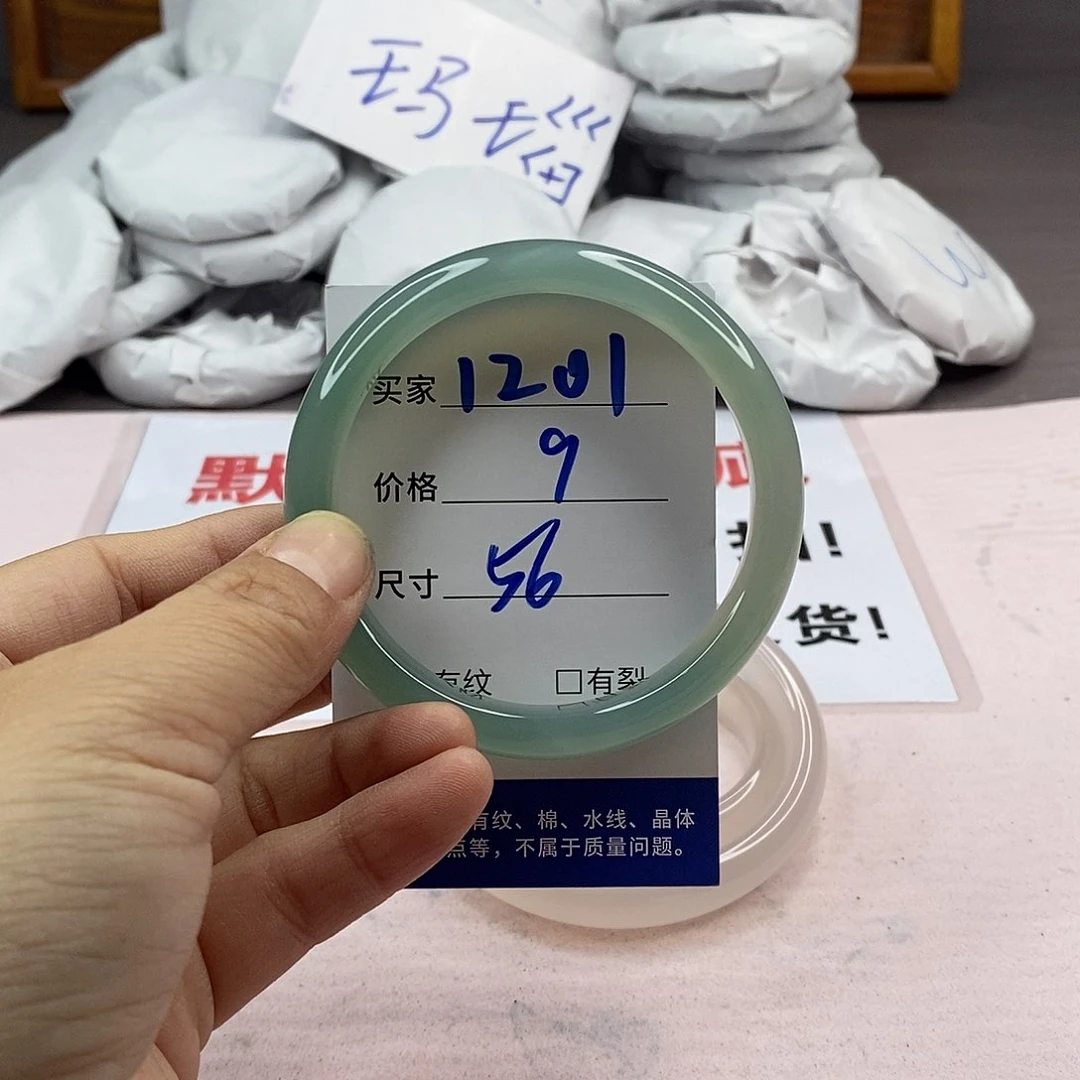 玛瑙
买家 1201
价格 9
默
尺寸 56
货!
有纹 □有裂
有纹、棉、水线、晶体
点等，不属于质量问题。